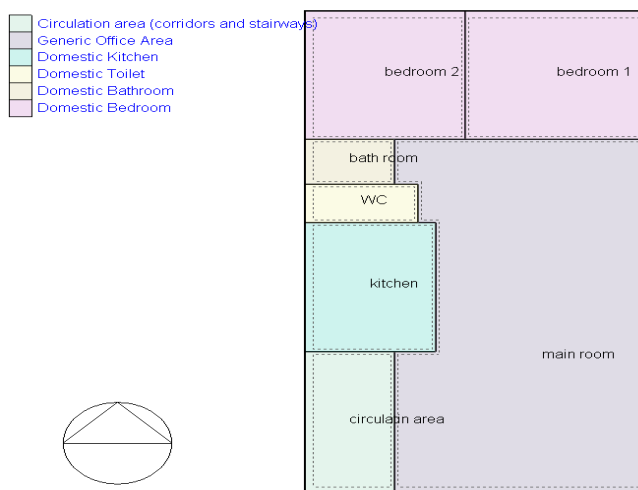 Circulation area (corridors and stairways)
Generic Office Area
Domestic Kitchen
Domestic Toilet
Domestic Bathroom
Domestic Bedroom
bedroom 2
bedroom 1
bath room
WC
kitchen
main room
circulatin area